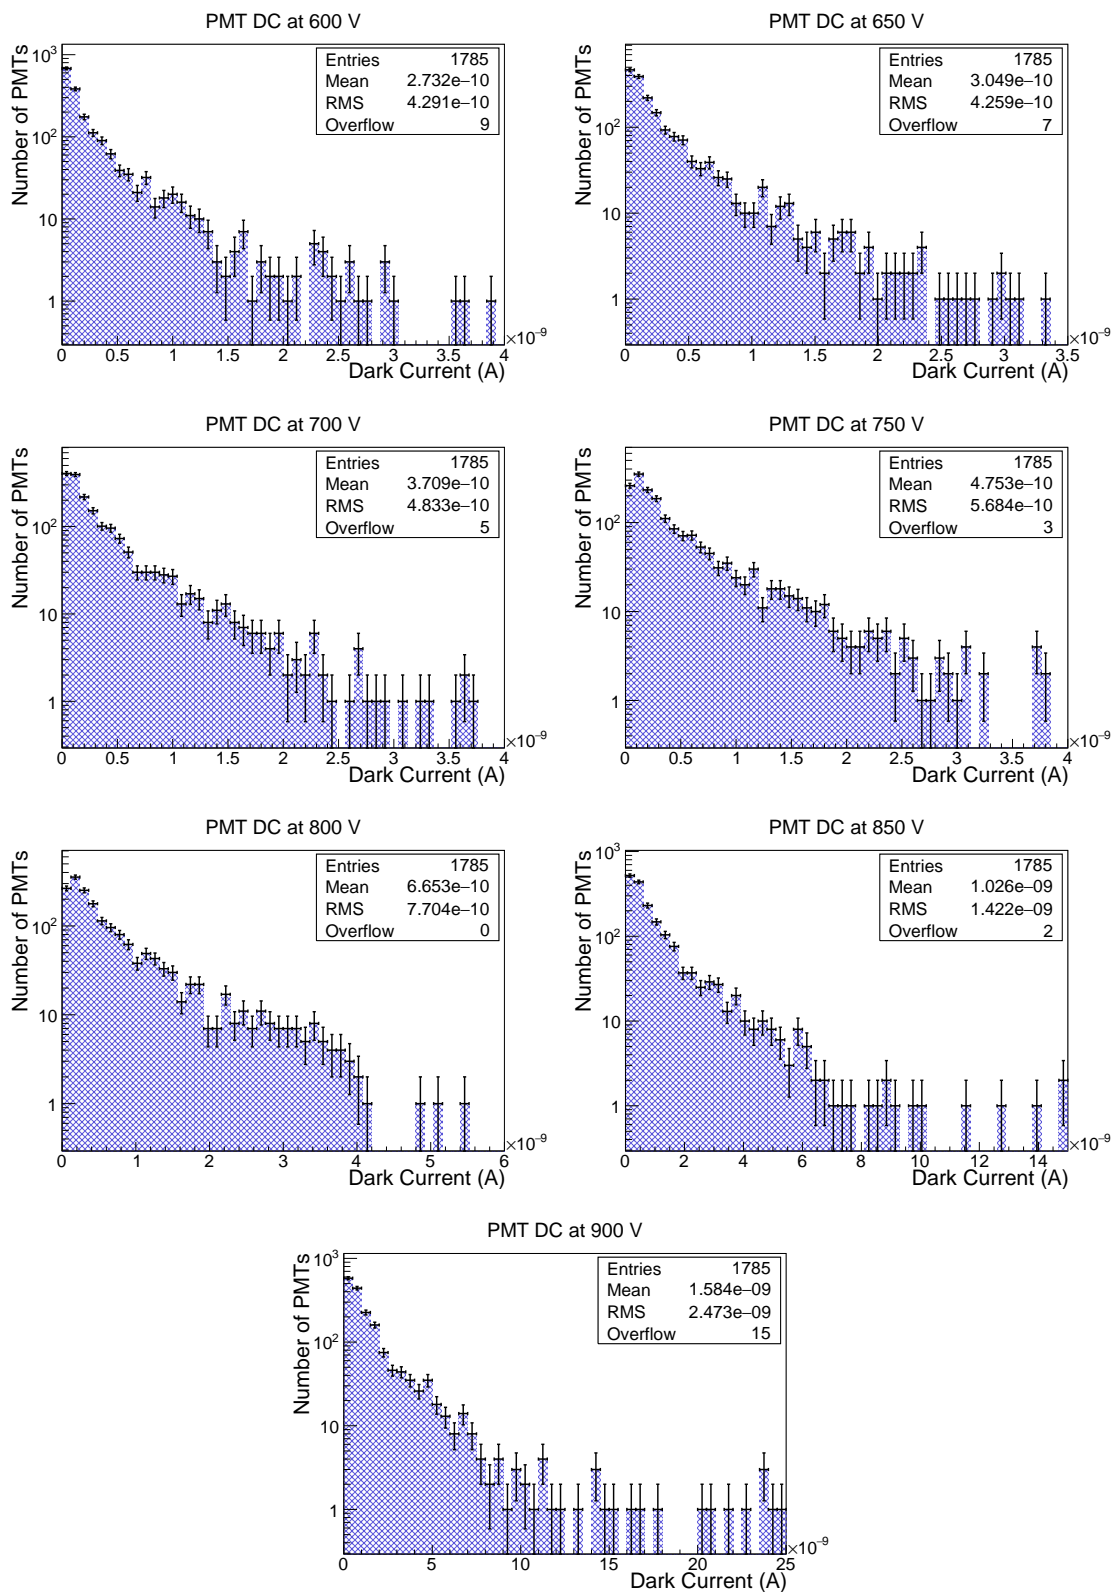 PMT DC at 600 V
Number of PMTs
10³
10²
10
1
Entries 1785
Mean 2.732e−10
RMS 4.291e−10
Overflow 9
0 0.5 1 1.5 2 2.5 3 3.5 4
×10⁻⁹
Dark Current (A)
PMT DC at 650 V
Number of PMTs
10²
10
1
Entries 1785
Mean 3.049e−10
RMS 4.259e−10
Overflow 7
0 0.5 1 1.5 2 2.5 3 3.5
×10⁻⁹
Dark Current (A)
PMT DC at 700 V
Number of PMTs
10²
10
1
Entries 1785
Mean 3.709e−10
RMS 4.833e−10
Overflow 5
0 0.5 1 1.5 2 2.5 3 3.5 4
×10⁻⁹
Dark Current (A)
PMT DC at 750 V
Number of PMTs
10²
10
1
Entries 1785
Mean 4.753e−10
RMS 5.684e−10
Overflow 3
0 0.5 1 1.5 2 2.5 3 3.5 4
×10⁻⁹
Dark Current (A)
PMT DC at 800 V
Number of PMTs
10²
10
1
Entries 1785
Mean 6.653e−10
RMS 7.704e−10
Overflow 0
0 1 2 3 4 5 6
×10⁻⁹
Dark Current (A)
PMT DC at 850 V
Number of PMTs
10³
10²
10
1
Entries 1785
Mean 1.026e−09
RMS 1.422e−09
Overflow 2
0 2 4 6 8 10 12 14
×10⁻⁹
Dark Current (A)
PMT DC at 900 V
Number of PMTs
10³
10²
10
1
Entries 1785
Mean 1.584e−09
RMS 2.473e−09
Overflow 15
0 5 10 15 20 25
×10⁻⁹
Dark Current (A)